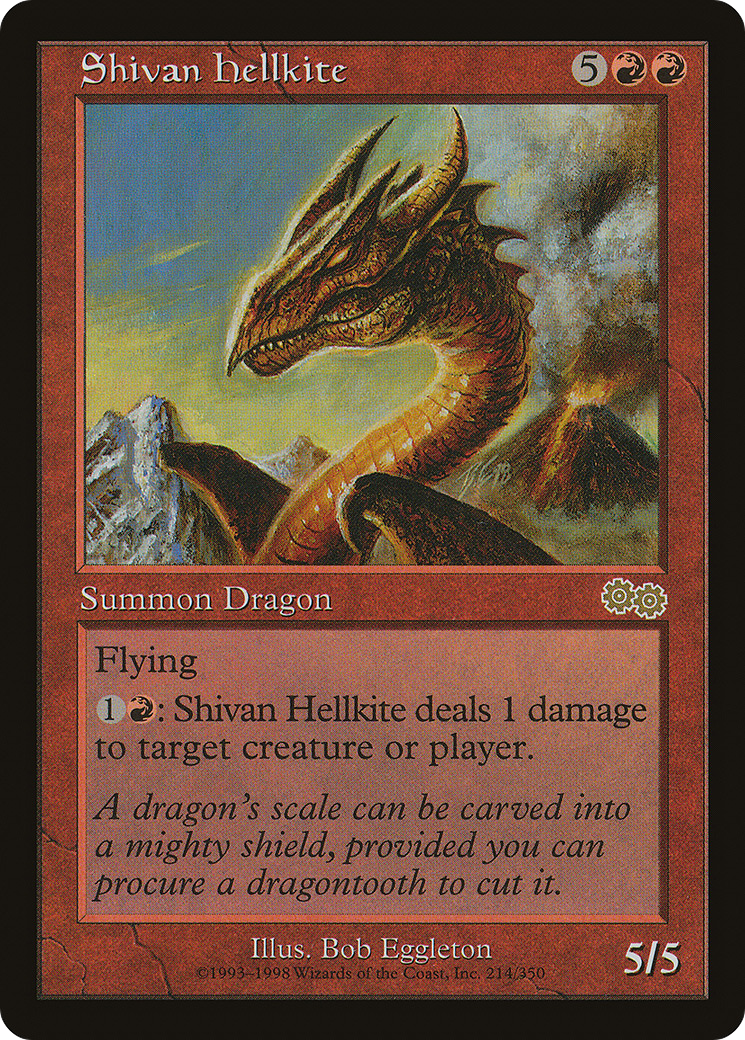 Shivan Hellkite 5
Summon Dragon
Flying
1 : Shivan Hellkite deals 1 damage
to target creature or player.
A dragon's scale can be carved into
a mighty shield, provided you can
procure a dragontooth to cut it.
Illus. Bob Eggleton
©1993–1998 Wizards of the Coast, Inc. 214/350
5/5